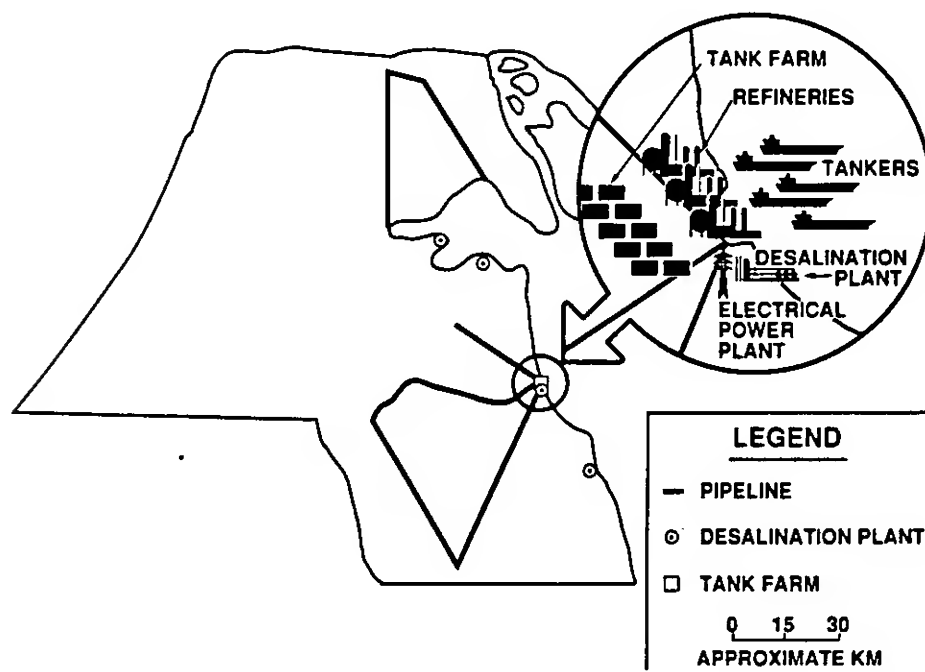 TANK FARM
REFINERIES
TANKERS
DESALINATION
PLANT
ELECTRICAL
POWER
PLANT
LEGEND
PIPELINE
DESALINATION PLANT
TANK FARM
0 15 30
APPROXIMATE KM